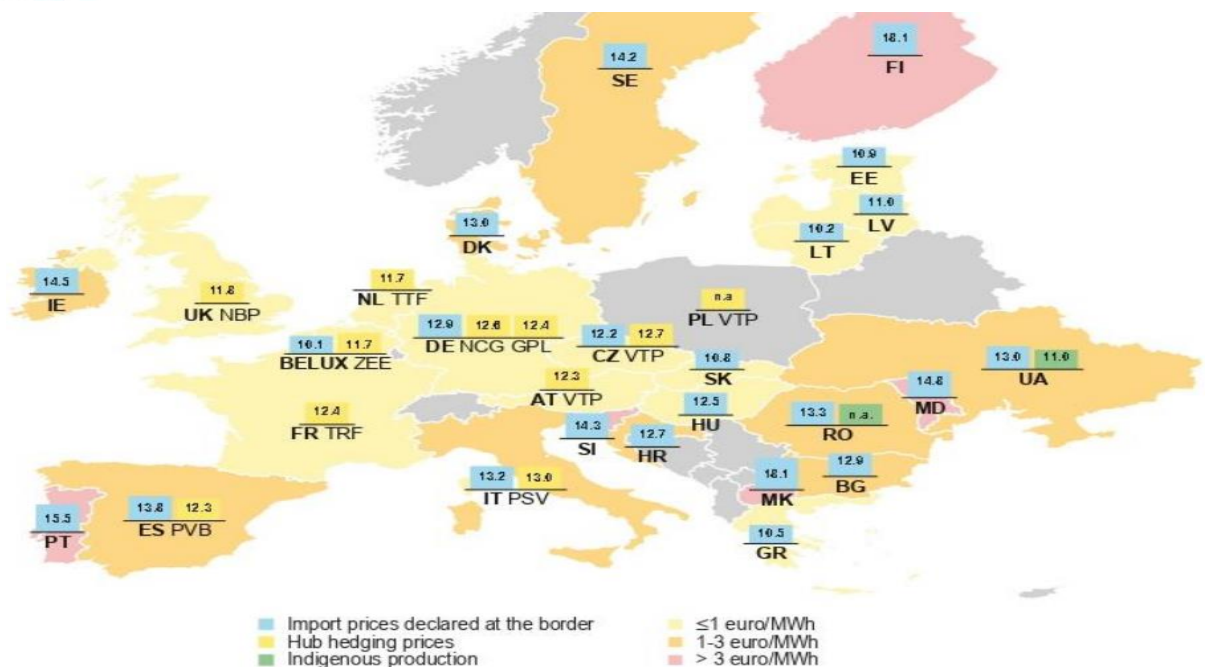 18.1
FI
14.2
SE
10.9
EE
11.0
LV
10.2
LT
13.0
DK
14.5
IE
11.8
UK NBP
11.7
NL TTF
n.a
PL VTP
12.9 12.6 12.4
DE NCG GPL
12.2 12.7
CZ VTP
10.1 11.7
BELUX ZEE
10.8
SK
13.0 11.0
UA
12.3
AT VTP
14.8
MD
12.5
HU
12.4
FR TRF
13.3 n.a.
RO
14.3
SI
12.7
HR
12.9
BG
13.2 13.0
IT PSV
18.1
MK
13.8 12.3
ES PVB
15.5
PT
10.5
GR
Import prices declared at the border
Hub hedging prices
Indigenous production
≤1 euro/MWh
1-3 euro/MWh
> 3 euro/MWh